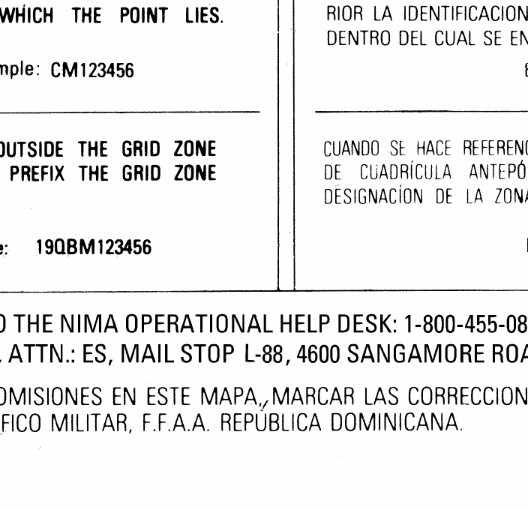 WHICH THE POINT LIES.
mple: CM123456
OUTSIDE THE GRID ZONE
PREFIX THE GRID ZONE
e: 19QBM123456
RIOR LA IDENTIFICACION
DENTRO DEL CUAL SE EN
CUANDO SE HACE REFERENC
DE CUADRÍCULA ANTEPÓ
DESIGNACÍON DE LA ZONA
O THE NIMA OPERATIONAL HELP DESK: 1-800-455-08
, ATTN.: ES, MAIL STOP L-88, 4600 SANGAMORE ROA
OMISIONES EN ESTE MAPA, MARCAR LAS CORRECCION
FICO MILITAR, F.F.A.A. REPÚBLICA DOMINICANA.